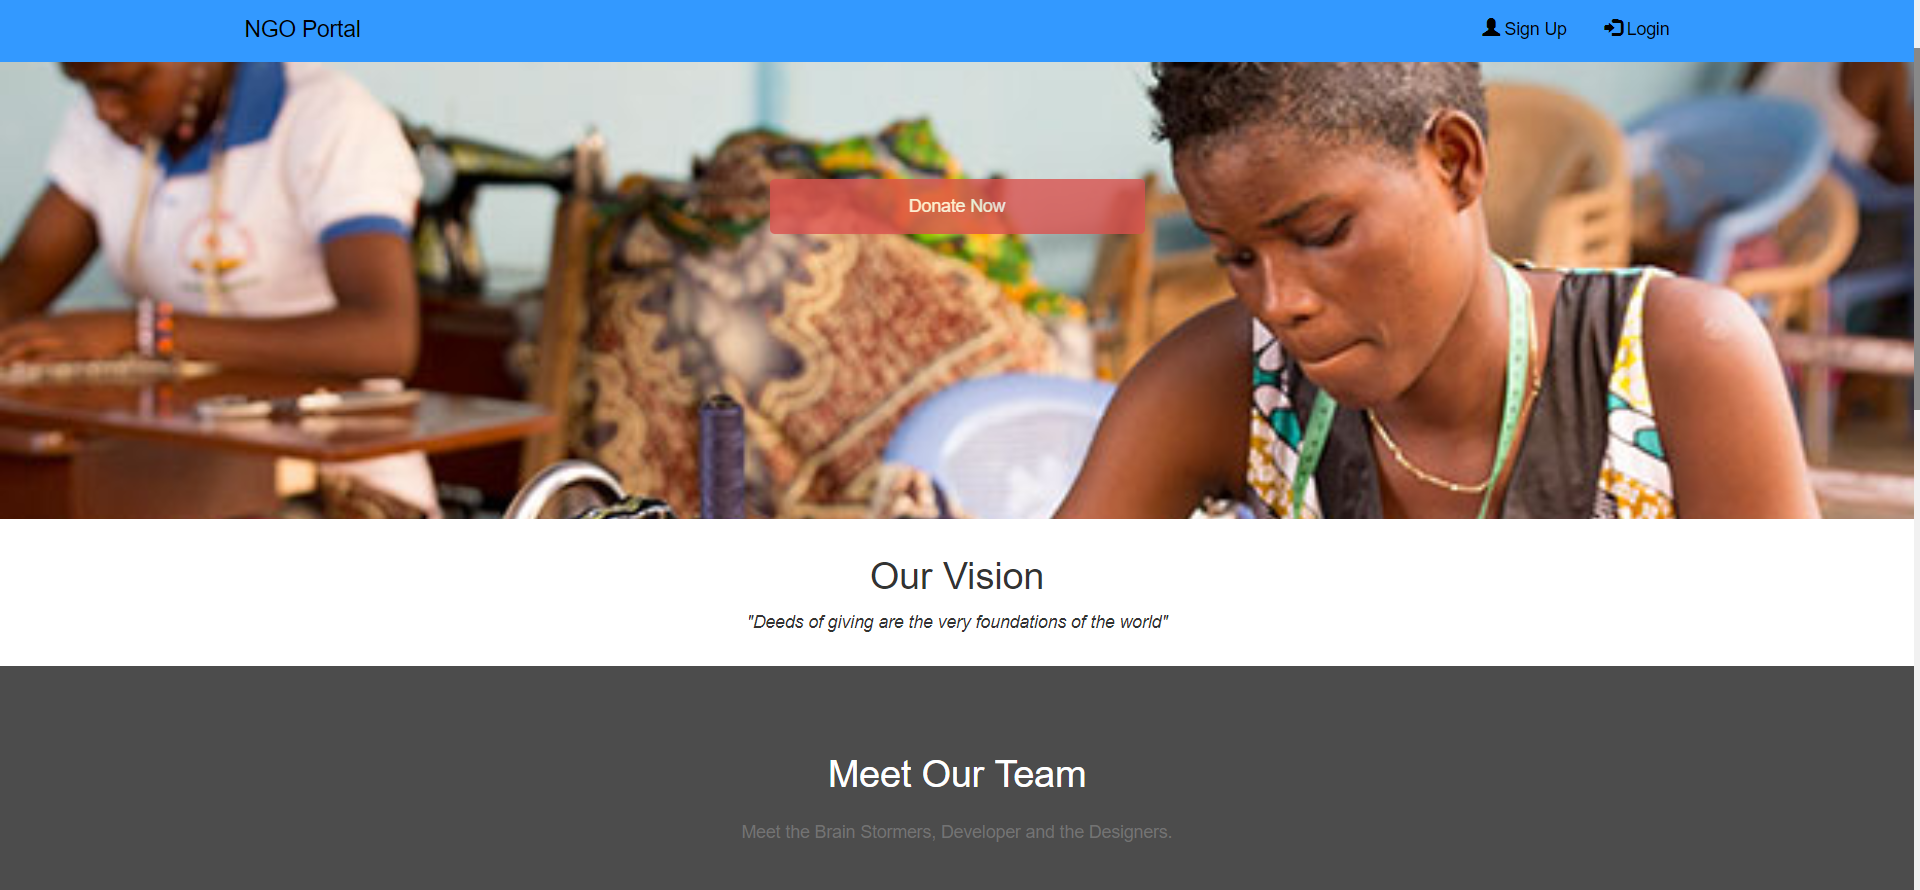 NGO Portal
Sign Up
Login
Donate Now
Our Vision
"Deeds of giving are the very foundations of the world"
Meet Our Team
Meet the Brain Stormers, Developer and the Designers.